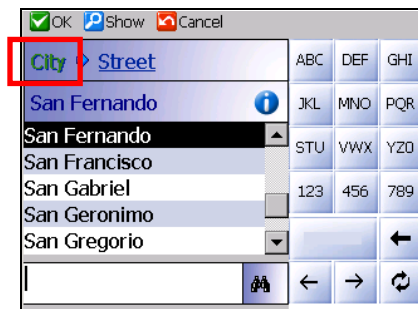 OK Show Cancel
City Street
San Fernando
San Fernando
San Francisco
San Gabriel
San Geronimo
San Gregorio
ABC DEF GHI
JKL MNO PQR
STU VWX YZ0
123 456 789